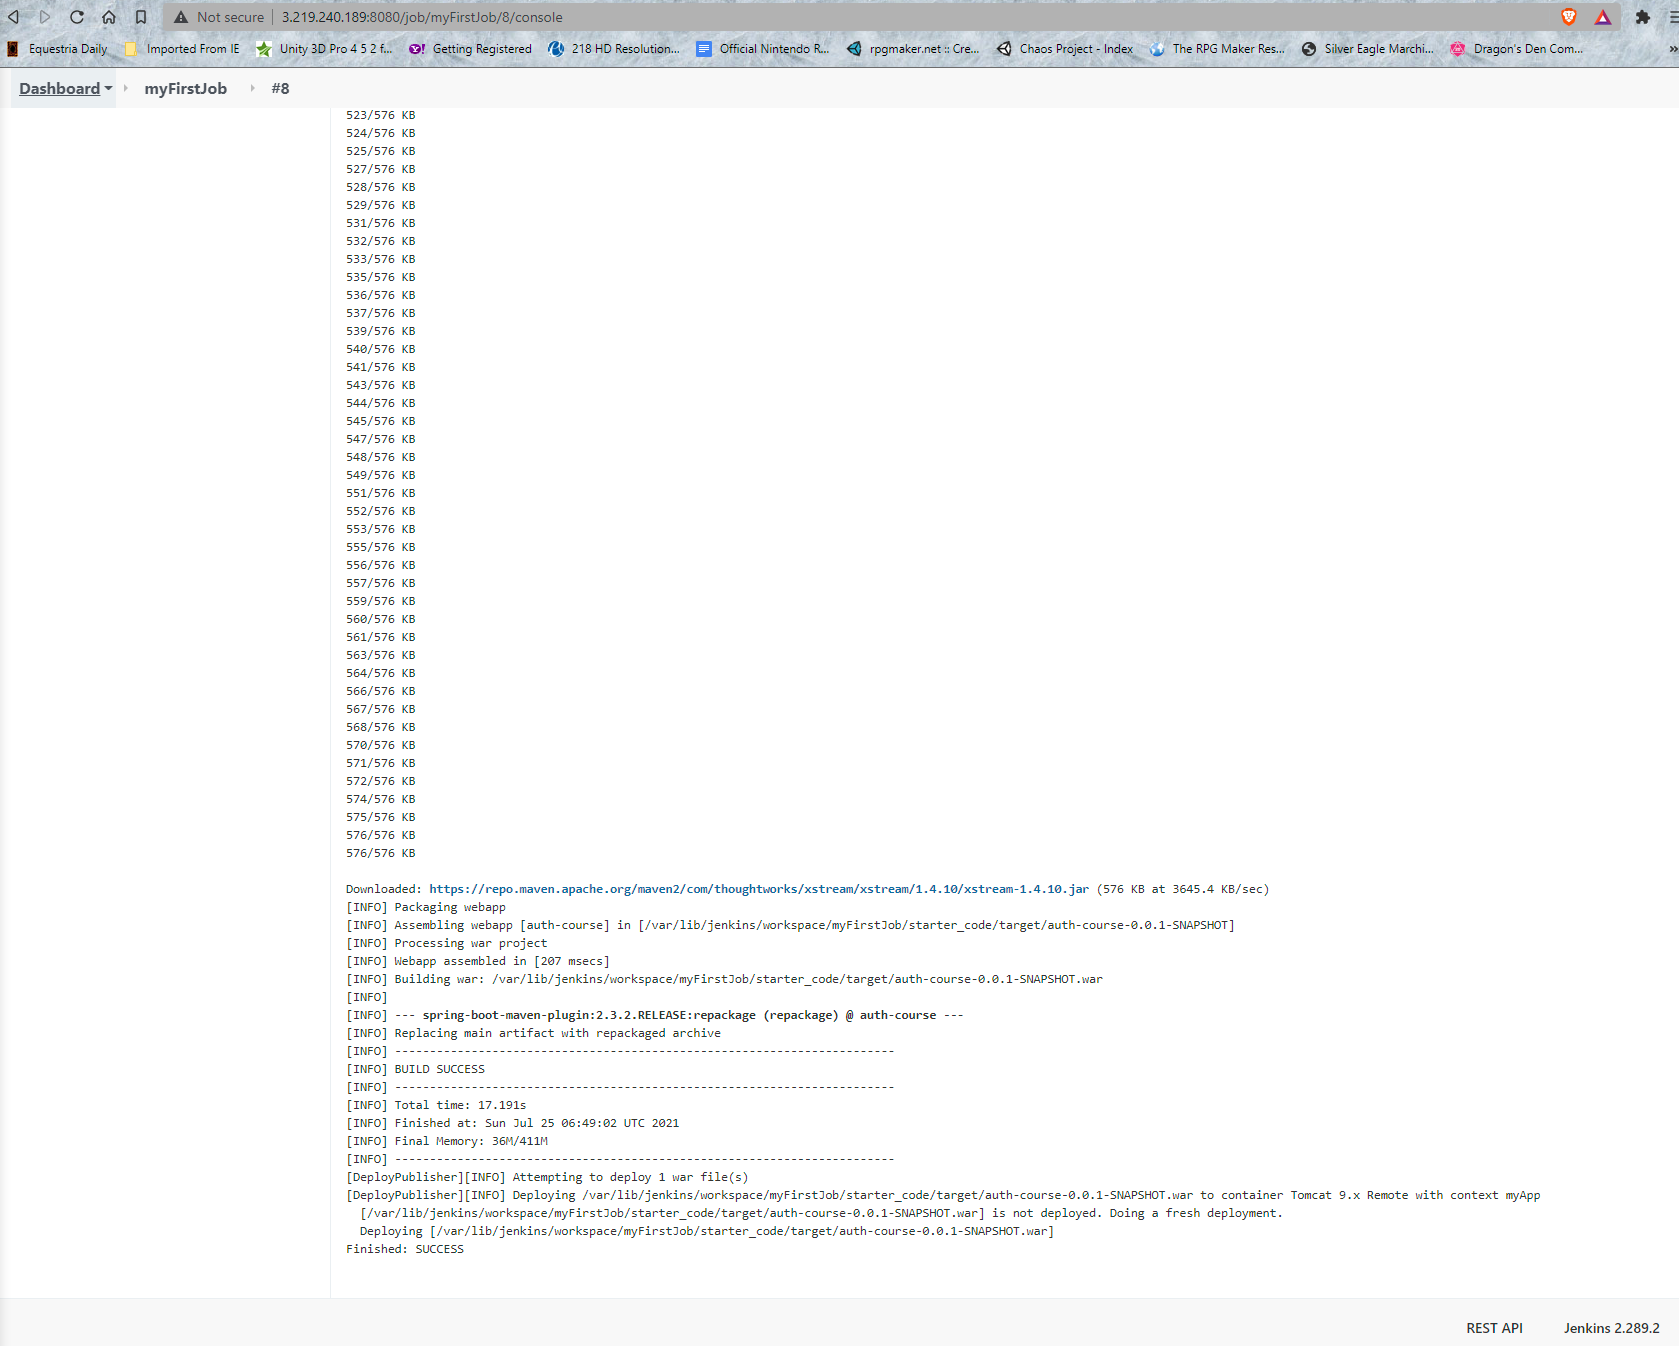 Not secure 3.219.240.189:8080/job/myFirstJob/8/console
Equestria Daily Imported From IE Unity 3D Pro 4 5 2 f... Getting Registered 218 HD Resolution... Official Nintendo R... rpgmaker.net :: Cre... Chaos Project - Index The RPG Maker Res... Silver Eagle Marchi... Dragon's Den Com... »
Dashboard myFirstJob #8
523/576 KB
524/576 KB
525/576 KB
527/576 KB
528/576 KB
529/576 KB
531/576 KB
532/576 KB
533/576 KB
535/576 KB
536/576 KB
537/576 KB
539/576 KB
540/576 KB
541/576 KB
543/576 KB
544/576 KB
545/576 KB
547/576 KB
548/576 KB
549/576 KB
551/576 KB
552/576 KB
553/576 KB
555/576 KB
556/576 KB
557/576 KB
559/576 KB
560/576 KB
561/576 KB
563/576 KB
564/576 KB
566/576 KB
567/576 KB
568/576 KB
570/576 KB
571/576 KB
572/576 KB
574/576 KB
575/576 KB
576/576 KB
576/576 KB
Downloaded: https://repo.maven.apache.org/maven2/com/thoughtworks/xstream/xstream/1.4.10/xstream-1.4.10.jar (576 KB at 3645.4 KB/sec)
[INFO] Packaging webapp
[INFO] Assembling webapp [auth-course] in [/var/lib/jenkins/workspace/myFirstJob/starter_code/target/auth-course-0.0.1-SNAPSHOT]
[INFO] Processing war project
[INFO] Webapp assembled in [207 msecs]
[INFO] Building war: /var/lib/jenkins/workspace/myFirstJob/starter_code/target/auth-course-0.0.1-SNAPSHOT.war
[INFO]
[INFO] --- spring-boot-maven-plugin:2.3.2.RELEASE:repackage (repackage) @ auth-course ---
[INFO] Replacing main artifact with repackaged archive
[INFO] ------------------------------------------------------------------------
[INFO] BUILD SUCCESS
[INFO] ------------------------------------------------------------------------
[INFO] Total time: 17.191s
[INFO] Finished at: Sun Jul 25 06:49:02 UTC 2021
[INFO] Final Memory: 36M/411M
[INFO] ------------------------------------------------------------------------
[DeployPublisher][INFO] Attempting to deploy 1 war file(s)
[DeployPublisher][INFO] Deploying /var/lib/jenkins/workspace/myFirstJob/starter_code/target/auth-course-0.0.1-SNAPSHOT.war to container Tomcat 9.x Remote with context myApp
[/var/lib/jenkins/workspace/myFirstJob/starter_code/target/auth-course-0.0.1-SNAPSHOT.war] is not deployed. Doing a fresh deployment.
Deploying [/var/lib/jenkins/workspace/myFirstJob/starter_code/target/auth-course-0.0.1-SNAPSHOT.war]
Finished: SUCCESS
REST API Jenkins 2.289.2